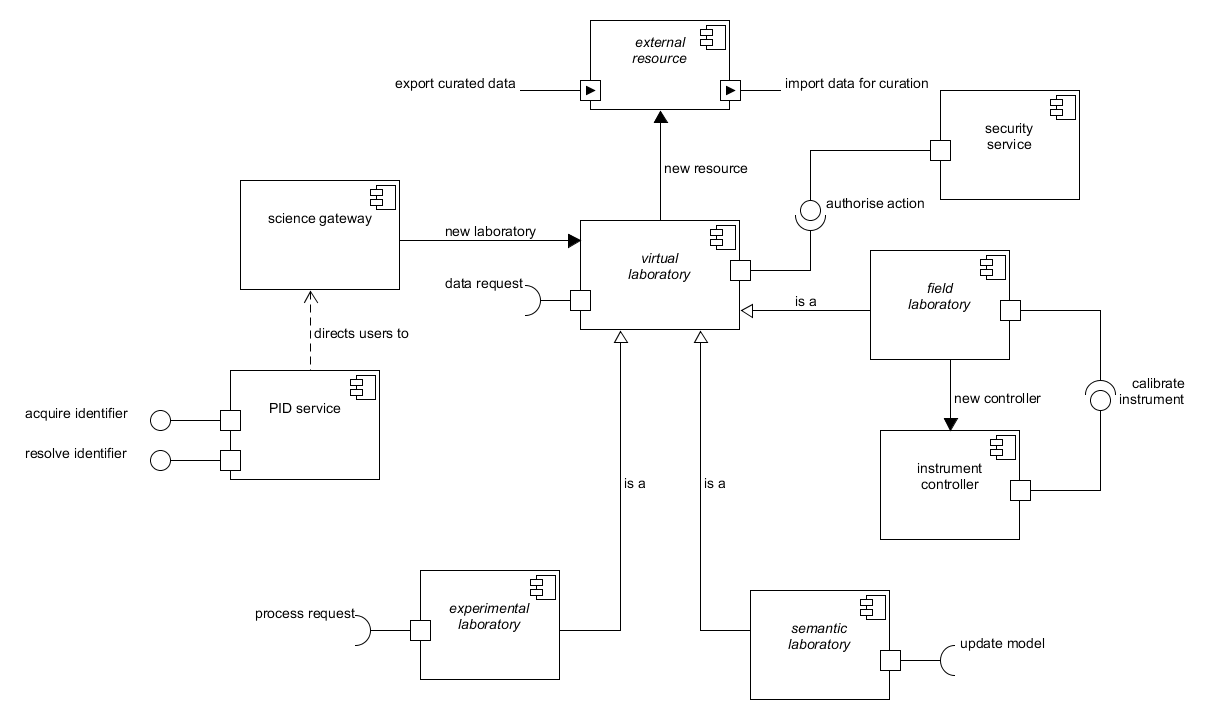 external
resource
export curated data
import data for curation
security
service
new resource
science gateway
authorise action
new laboratory
virtual
laboratory
data request
field
laboratory
is a
directs users to
calibrate
instrument
new controller
PID service
acquire identifier
resolve identifier
instrument
controller
is a
is a
process request
experimental
laboratory
semantic
laboratory
update model